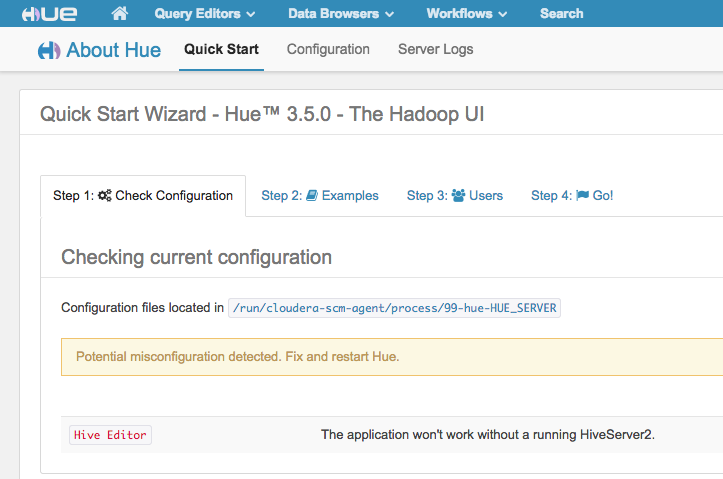 HUE Query Editors Data Browsers Workflows Search
About Hue Quick Start Configuration Server Logs
Quick Start Wizard - Hue™ 3.5.0 - The Hadoop UI
Step 1: Check Configuration Step 2: Examples Step 3: Users Step 4: Go!
Checking current configuration
Configuration files located in /run/cloudera-scm-agent/process/99-hue-HUE_SERVER
Potential misconfiguration detected. Fix and restart Hue.
Hive Editor The application won't work without a running HiveServer2.